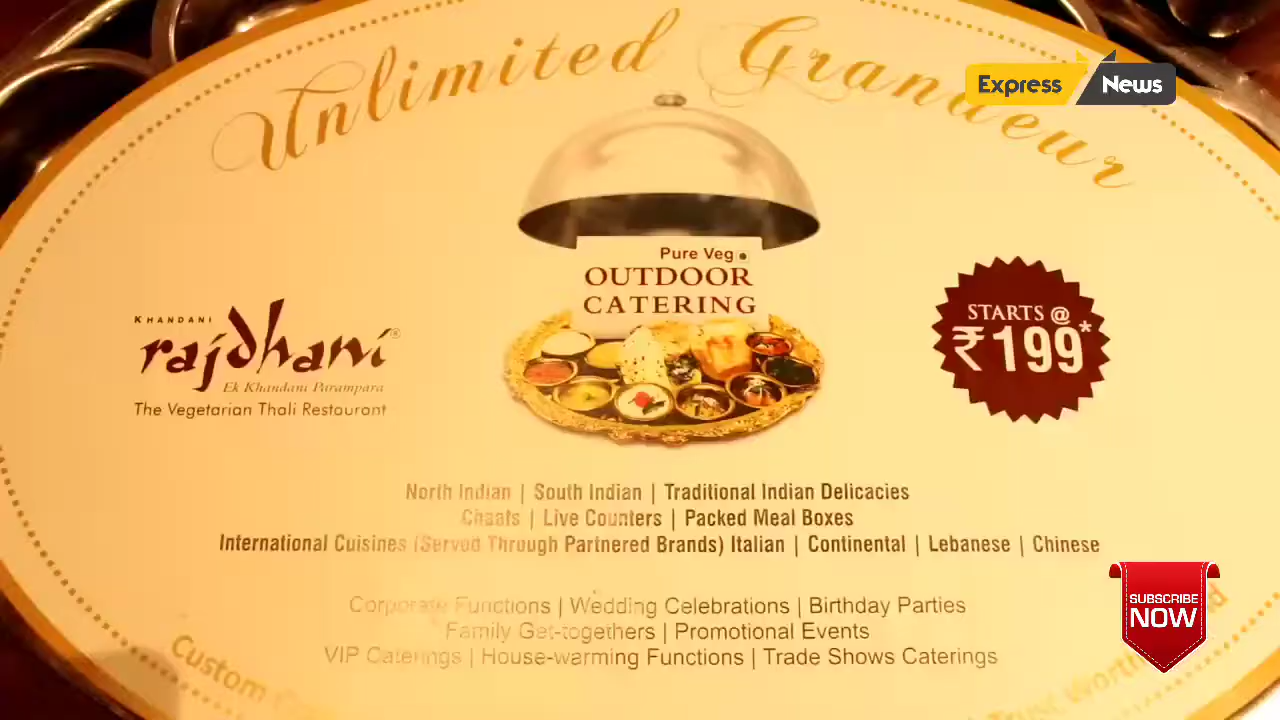 Unlimited Grandeur
Express News
Pure Veg
OUTDOOR
CATERING
KHANDANI
rajdhani®
Ek Khandani Parampara
The Vegetarian Thali Restaurant
STARTS @
₹199*
North Indian | South Indian | Traditional Indian Delicacies
Chaats | Live Counters | Packed Meal Boxes
International Cuisines (Served Through Partnered Brands) Italian | Continental | Lebanese | Chinese
Corporate Functions | Wedding Celebrations | Birthday Parties
Family Get-togethers | Promotional Events
VIP Caterings | House-warming Functions | Trade Shows Caterings
SUBSCRIBE
NOW
Custom